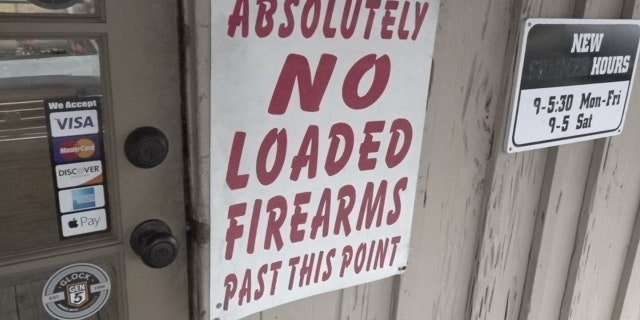 We Accept
VISA
MasterCard
DISCOVER
Pay
GLOCK
GEN
5
ABSOLUTELY
NO
LOADED
FIREARMS
PAST THIS POINT
NEW
HOURS
9-5:30 Mon-Fri
9-5 Sat